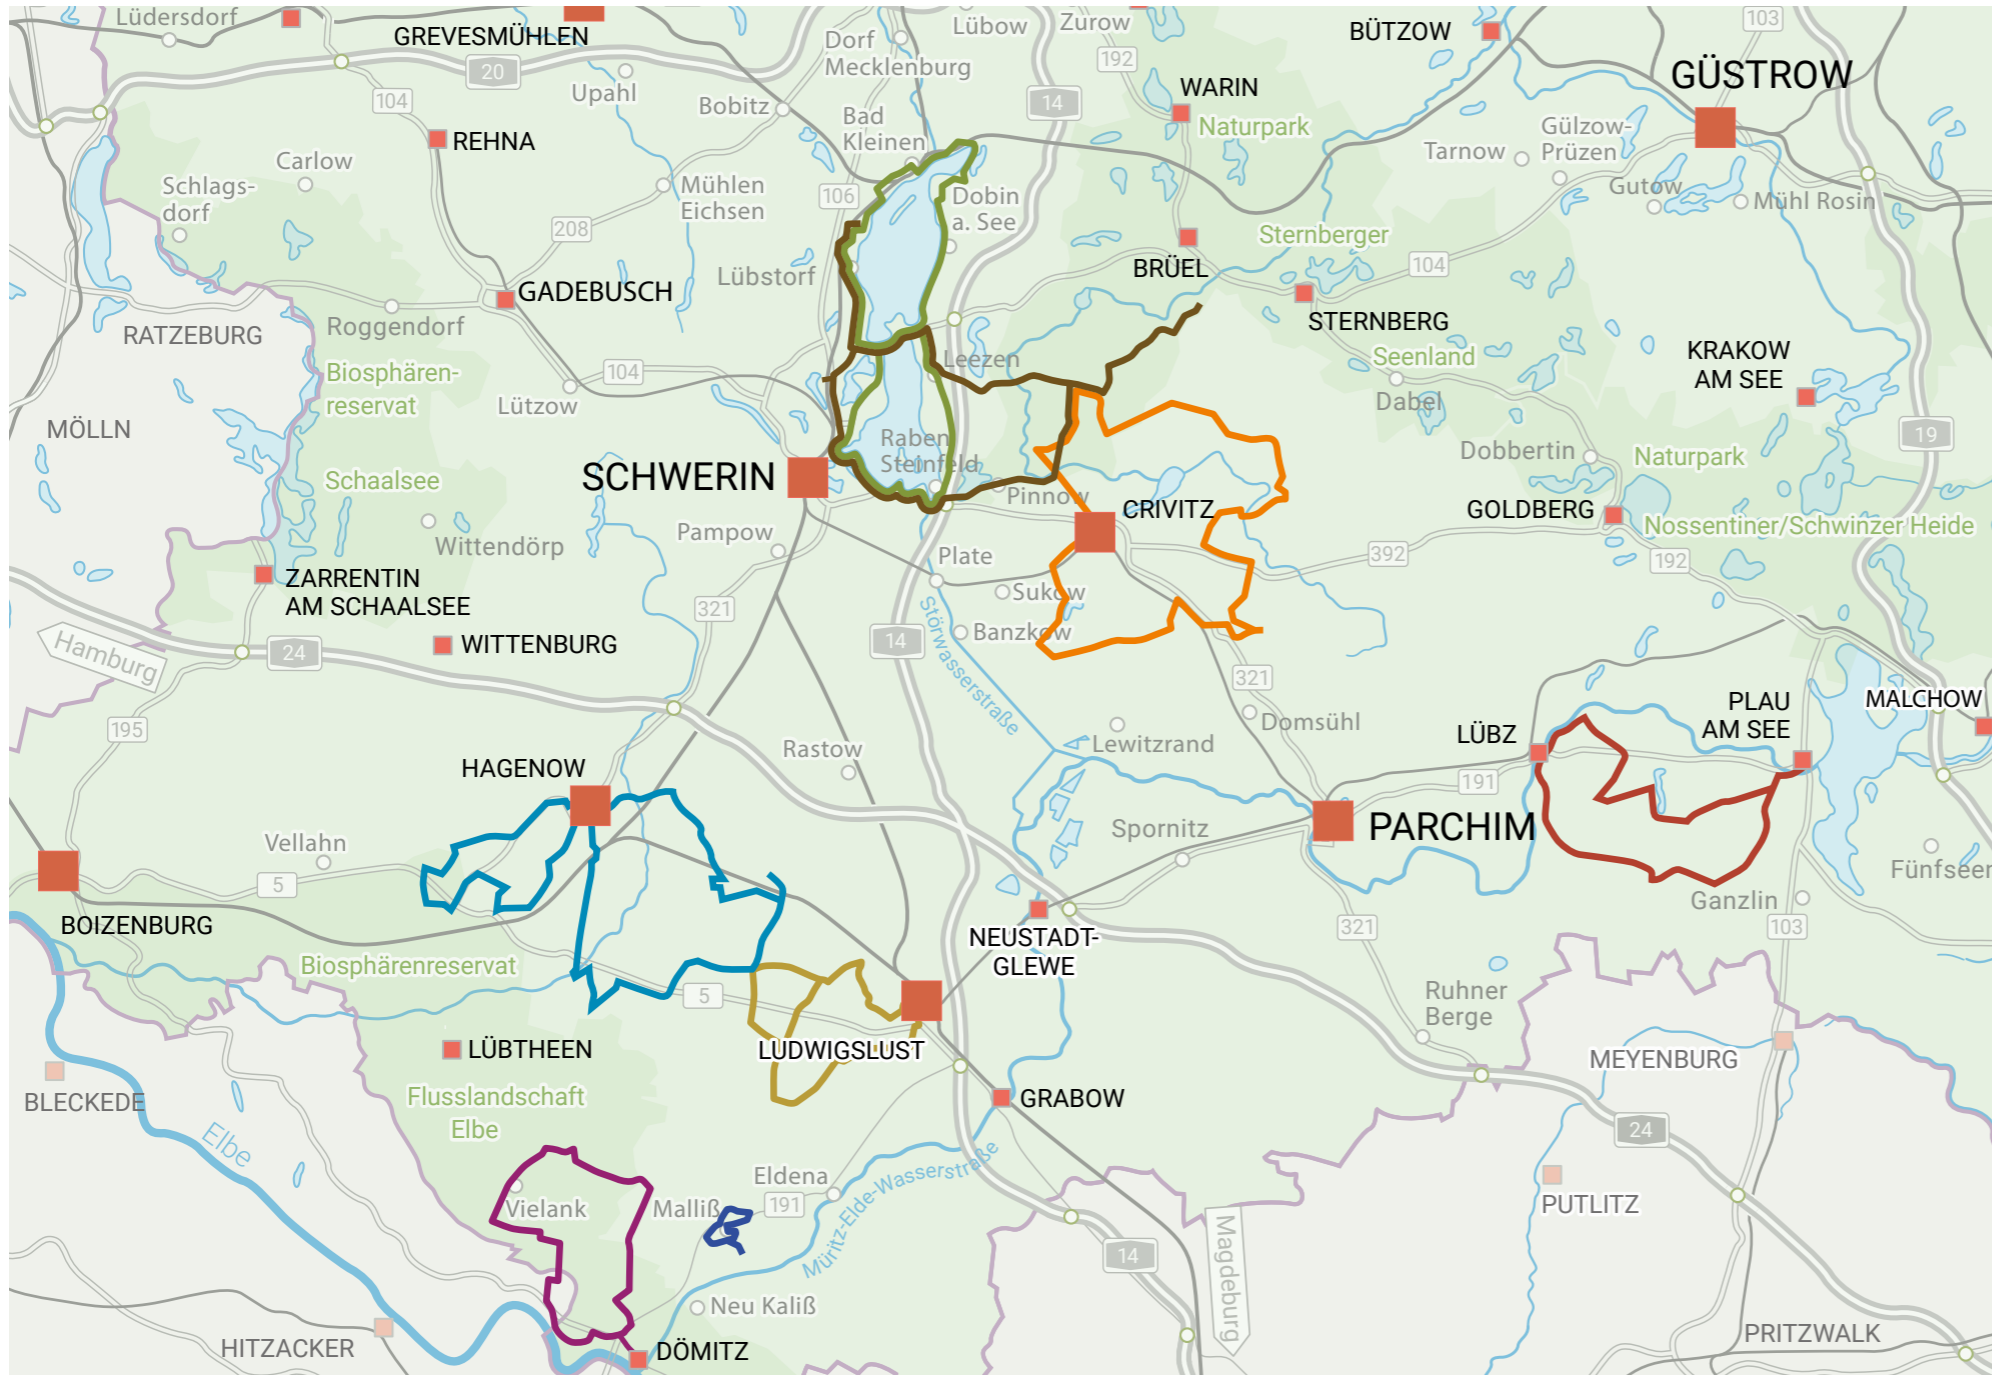 Lüdersdorf
GREVESMÜHLEN
20
Upahl
104
Bobitz
Dorf
Mecklenburg
Lübow
Zurow
192
14
Bad
Kleinen
WARIN
Naturpark
BÜTZOW
103
GÜSTROW
Gülzow-
Prüzen
Tarnow
Gutow
Mühl Rosin
REHNA
Carlow
Schlags-
dorf
Mühlen
Eichsen
106
208
Dobin
a. See
Lübstorf
Sternberger
BRÜEL
104
STERNBERG
Seenland
Dabel
KRAKOW
AM SEE
19
GADEBUSCH
Roggendorf
RATZEBURG
Biosphären-
reservat
104
Lützow
Leezen
MÖLLN
Schaalsee
SCHWERIN
Raben
Steinfeld
Pinnow
CRIVITZ
Dobbertin
Naturpark
GOLDBERG
Nossentiner/Schwinzer Heide
192
392
Wittendörp
Pampow
Plate
Sukow
Banzkow
Störwasserstraße
ZARRENTIN
AM SCHAALSEE
321
14
WITTENBURG
Hamburg
24
195
321
Domsühl
Lewitzrand
LÜBZ
PLAU
AM SEE
MALCHOW
191
Rastow
HAGENOW
Vellahn
5
Spornitz
PARCHIM
Fünfseen
Ganzlin
103
321
BOIZENBURG
NEUSTADT-
GLEWE
Biosphärenreservat
5
Ruhner
Berge
LÜBTHEEN
LUDWIGSLUST
MEYENBURG
BLECKEDE
Flusslandschaft
Elbe
Elbe
GRABOW
24
Eldena
Müritz-Elde-Wasserstraße
Vielank
Malliß
191
PUTLITZ
14
Magdeburg
Neu Kaliß
HITZACKER
DÖMITZ
PRITZWALK